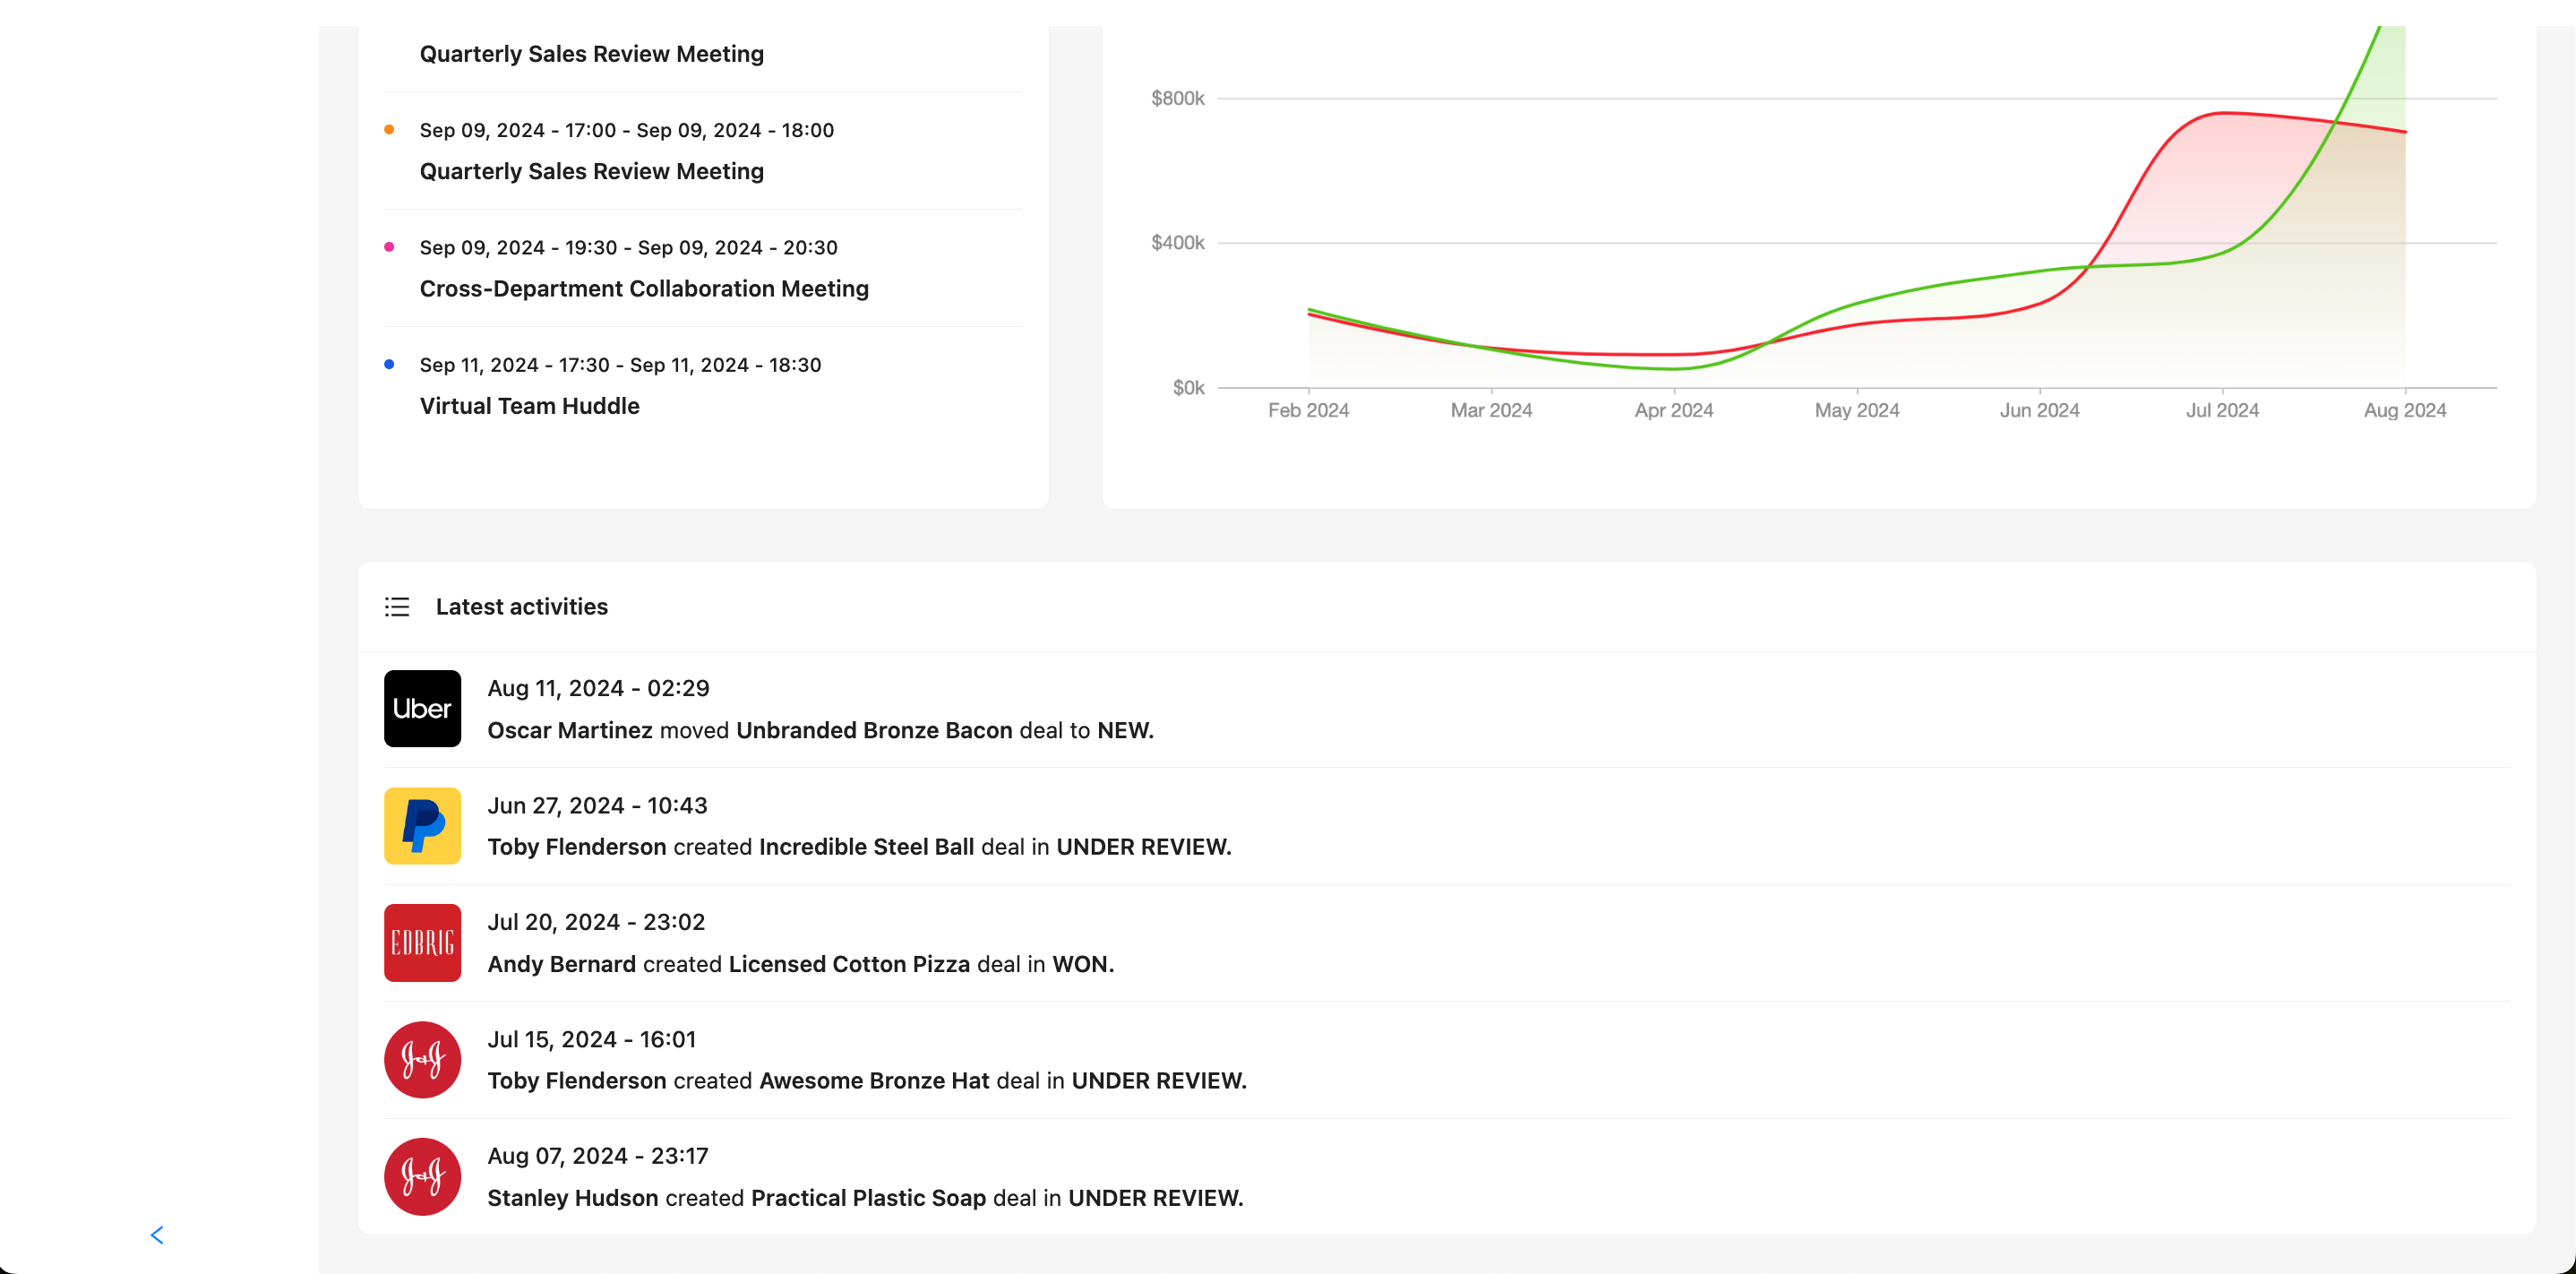 Quarterly Sales Review Meeting
Sep 09, 2024 - 17:00 - Sep 09, 2024 - 18:00
Quarterly Sales Review Meeting
Sep 09, 2024 - 19:30 - Sep 09, 2024 - 20:30
Cross-Department Collaboration Meeting
Sep 11, 2024 - 17:30 - Sep 11, 2024 - 18:30
Virtual Team Huddle
$800k
$400k
$0k
Feb 2024 Mar 2024 Apr 2024 May 2024 Jun 2024 Jul 2024 Aug 2024
Latest activities
Uber
Aug 11, 2024 - 02:29
Oscar Martinez moved Unbranded Bronze Bacon deal to NEW.
Jun 27, 2024 - 10:43
Toby Flenderson created Incredible Steel Ball deal in UNDER REVIEW.
EDBRIG
Jul 20, 2024 - 23:02
Andy Bernard created Licensed Cotton Pizza deal in WON.
J&J
Jul 15, 2024 - 16:01
Toby Flenderson created Awesome Bronze Hat deal in UNDER REVIEW.
J&J
Aug 07, 2024 - 23:17
Stanley Hudson created Practical Plastic Soap deal in UNDER REVIEW.